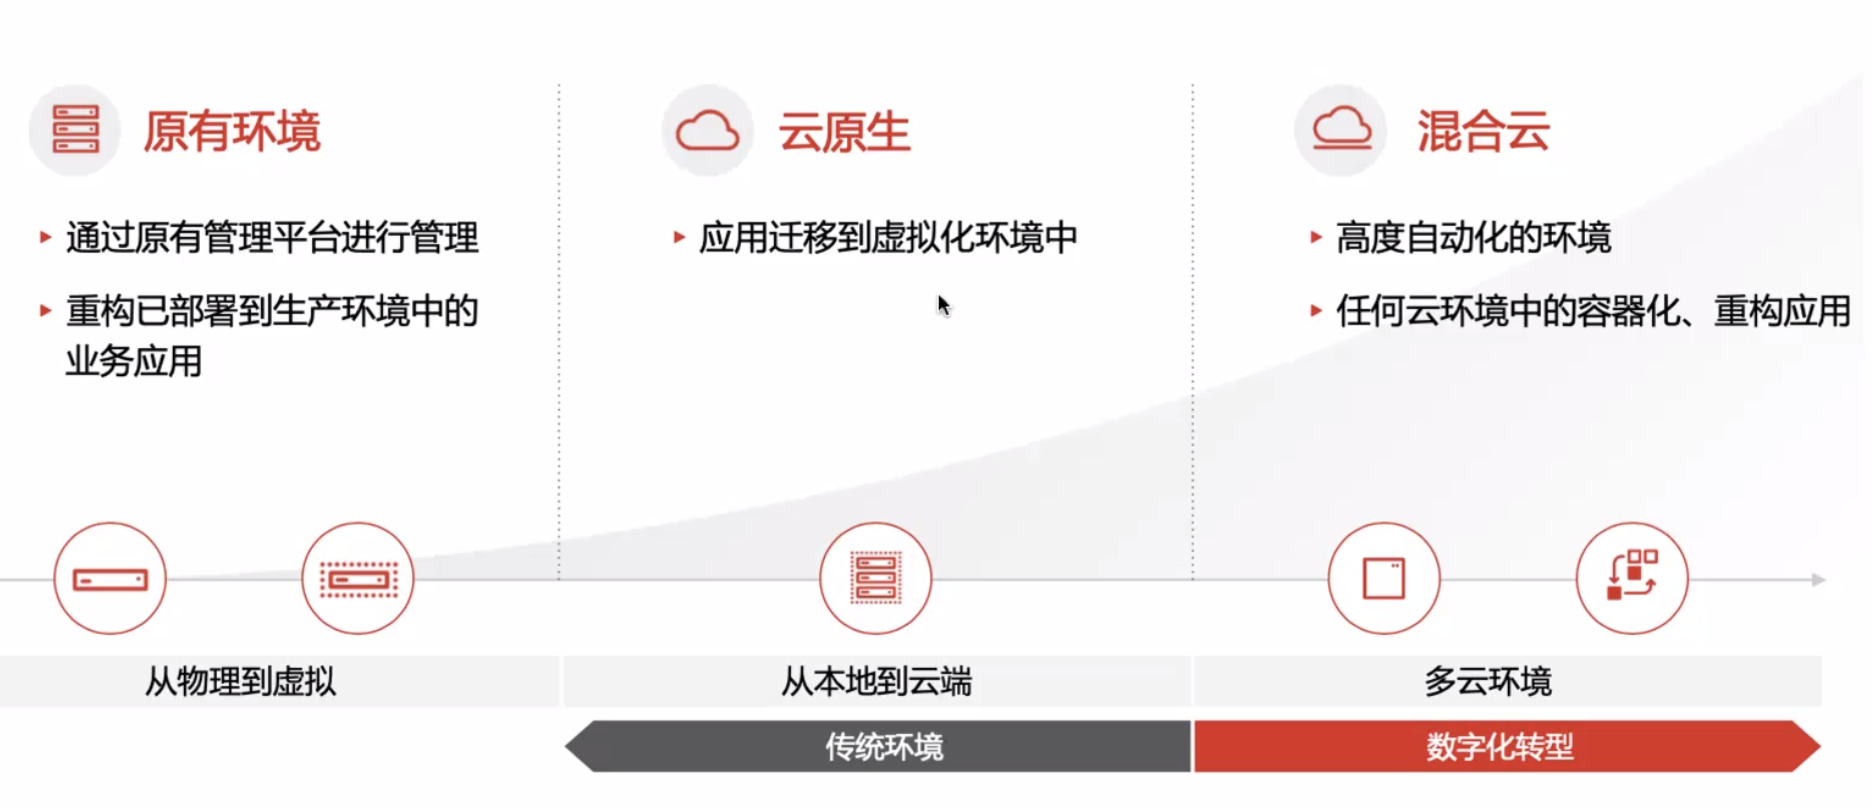 原有环境
通过原有管理平台进行管理
重构已部署到生产环境中的
业务应用
云原生
应用迁移到虚拟化环境中
混合云
高度自动化的环境
任何云环境中的容器化、重构应用
从物理到虚拟
从本地到云端
多云环境
传统环境
数字化转型